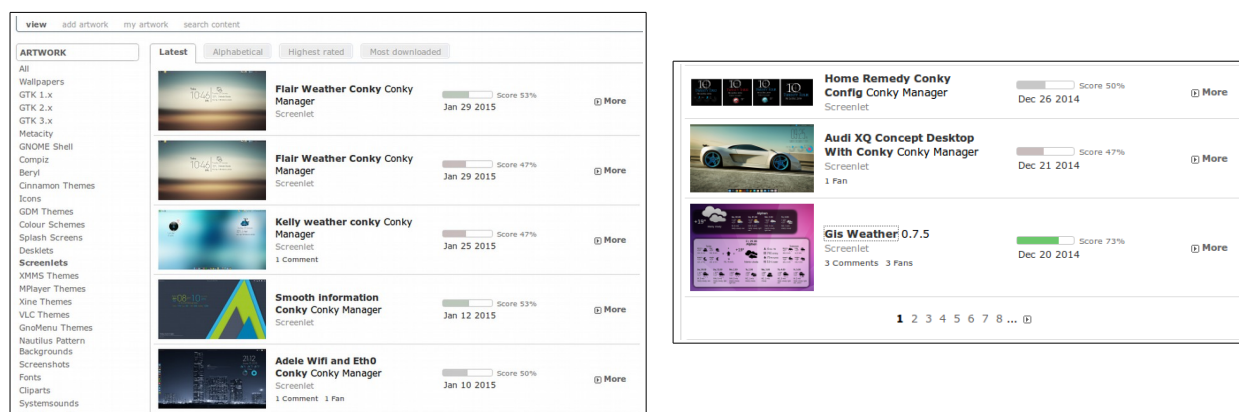 view add artwork my artwork search content
ARTWORK
All
Wallpapers
GTK 1.x
GTK 2.x
GTK 3.x
Metacity
GNOME Shell
Compiz
Beryl
Cinnamon Themes
Icons
GDM Themes
Colour Schemes
Splash Screens
Desklets
Screenlets
XMMS Themes
MPlayer Themes
Xine Themes
VLC Themes
GnoMenu Themes
Nautilus Pattern
Backgrounds
Screenshots
Fonts
Cliparts
Systemsounds
Latest Alphabetical Highest rated Most downloaded
Flair Weather Conky Conky
Manager
Screenlet
Score 53%
Jan 29 2015
More
Flair Weather Conky Conky
Manager
Screenlet
Score 47%
Jan 29 2015
More
Kelly weather conky Conky
Manager
Screenlet
1 Comment
Score 47%
Jan 25 2015
More
Smooth information
Conky Conky Manager
Screenlet
Score 53%
Jan 12 2015
More
Adele Wifi and Eth0
Conky Conky Manager
Screenlet
1 Comment 1 Fan
Score 50%
Jan 10 2015
More
Home Remedy Conky
Config Conky Manager
Screenlet
Score 50%
Dec 26 2014
More
Audi XQ Concept Desktop
With Conky Conky Manager
Screenlet
1 Fan
Score 47%
Dec 21 2014
More
Gis Weather 0.7.5
Screenlet
3 Comments 3 Fans
Score 73%
Dec 20 2014
More
1 2 3 4 5 6 7 8 ...